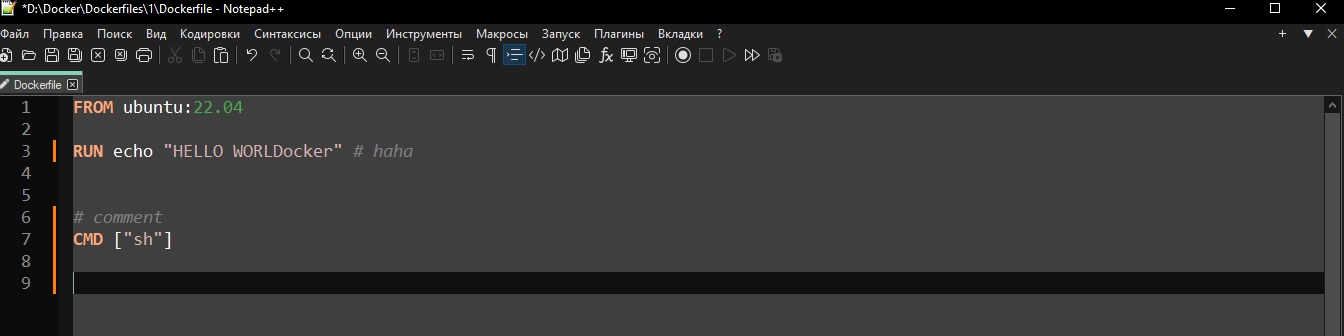 *D:\Docker\Dockerfiles\1\Dockerfile - Notepad++
Файл Правка Поиск Вид Кодировки Синтаксисы Опции Инструменты Макросы Запуск Плагины Вкладки ?
Dockerfile
1 FROM ubuntu:22.04
2
3 RUN echo "HELLO WORLDocker" # haha
4
5
6 # comment
7 CMD ["sh"]
8
9